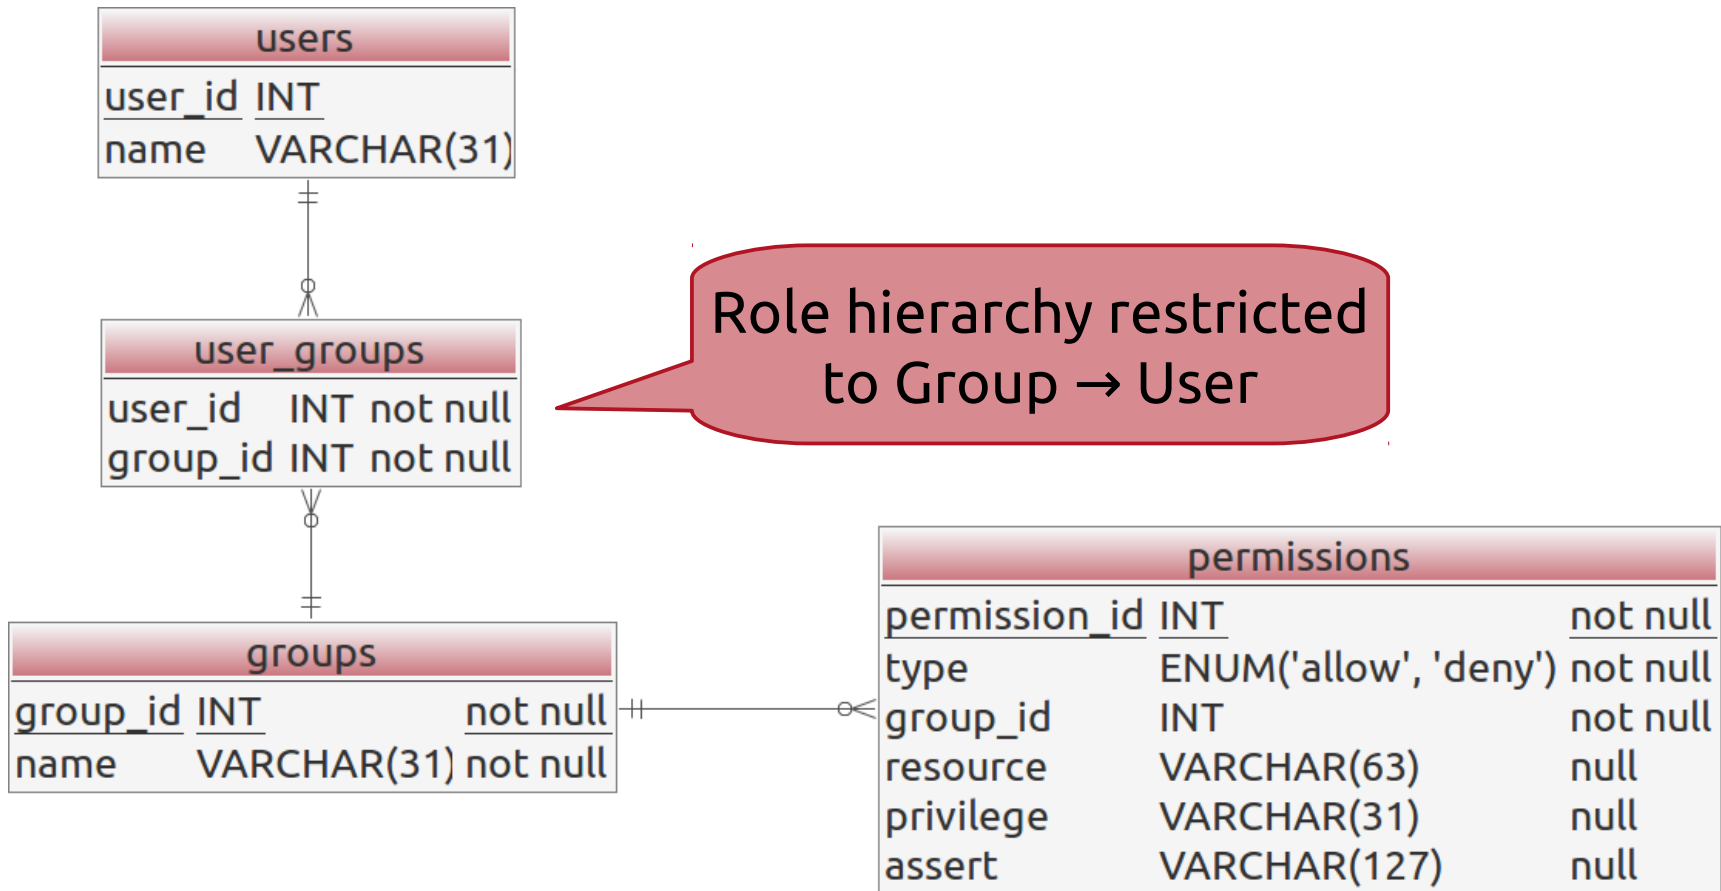 users
user_id INT
name VARCHAR(31)
user_groups
user_id INT not null
group_id INT not null
Role hierarchy restricted
to Group → User
groups
group_id INT not null
name VARCHAR(31) not null
permissions
permission_id INT not null
type ENUM('allow', 'deny') not null
group_id INT not null
resource VARCHAR(63) null
privilege VARCHAR(31) null
assert VARCHAR(127) null